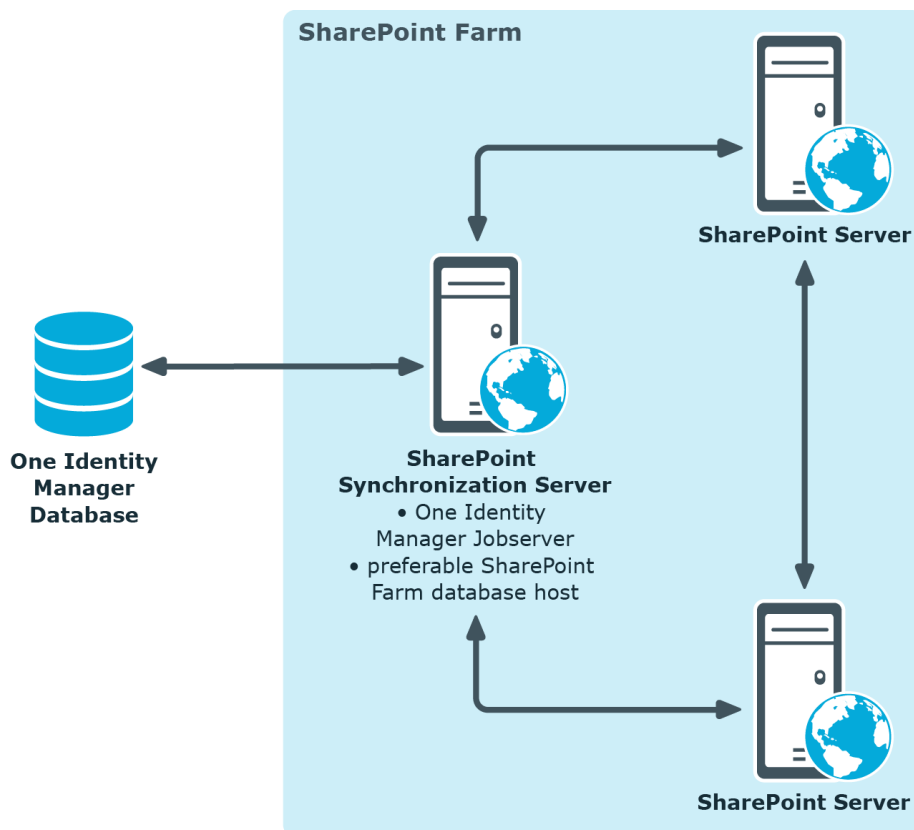 SharePoint Farm
SharePoint Server
One Identity
Manager
Database
SharePoint
Synchronization Server
• One Identity
Manager Jobserver
• preferable SharePoint
Farm database host
SharePoint Server